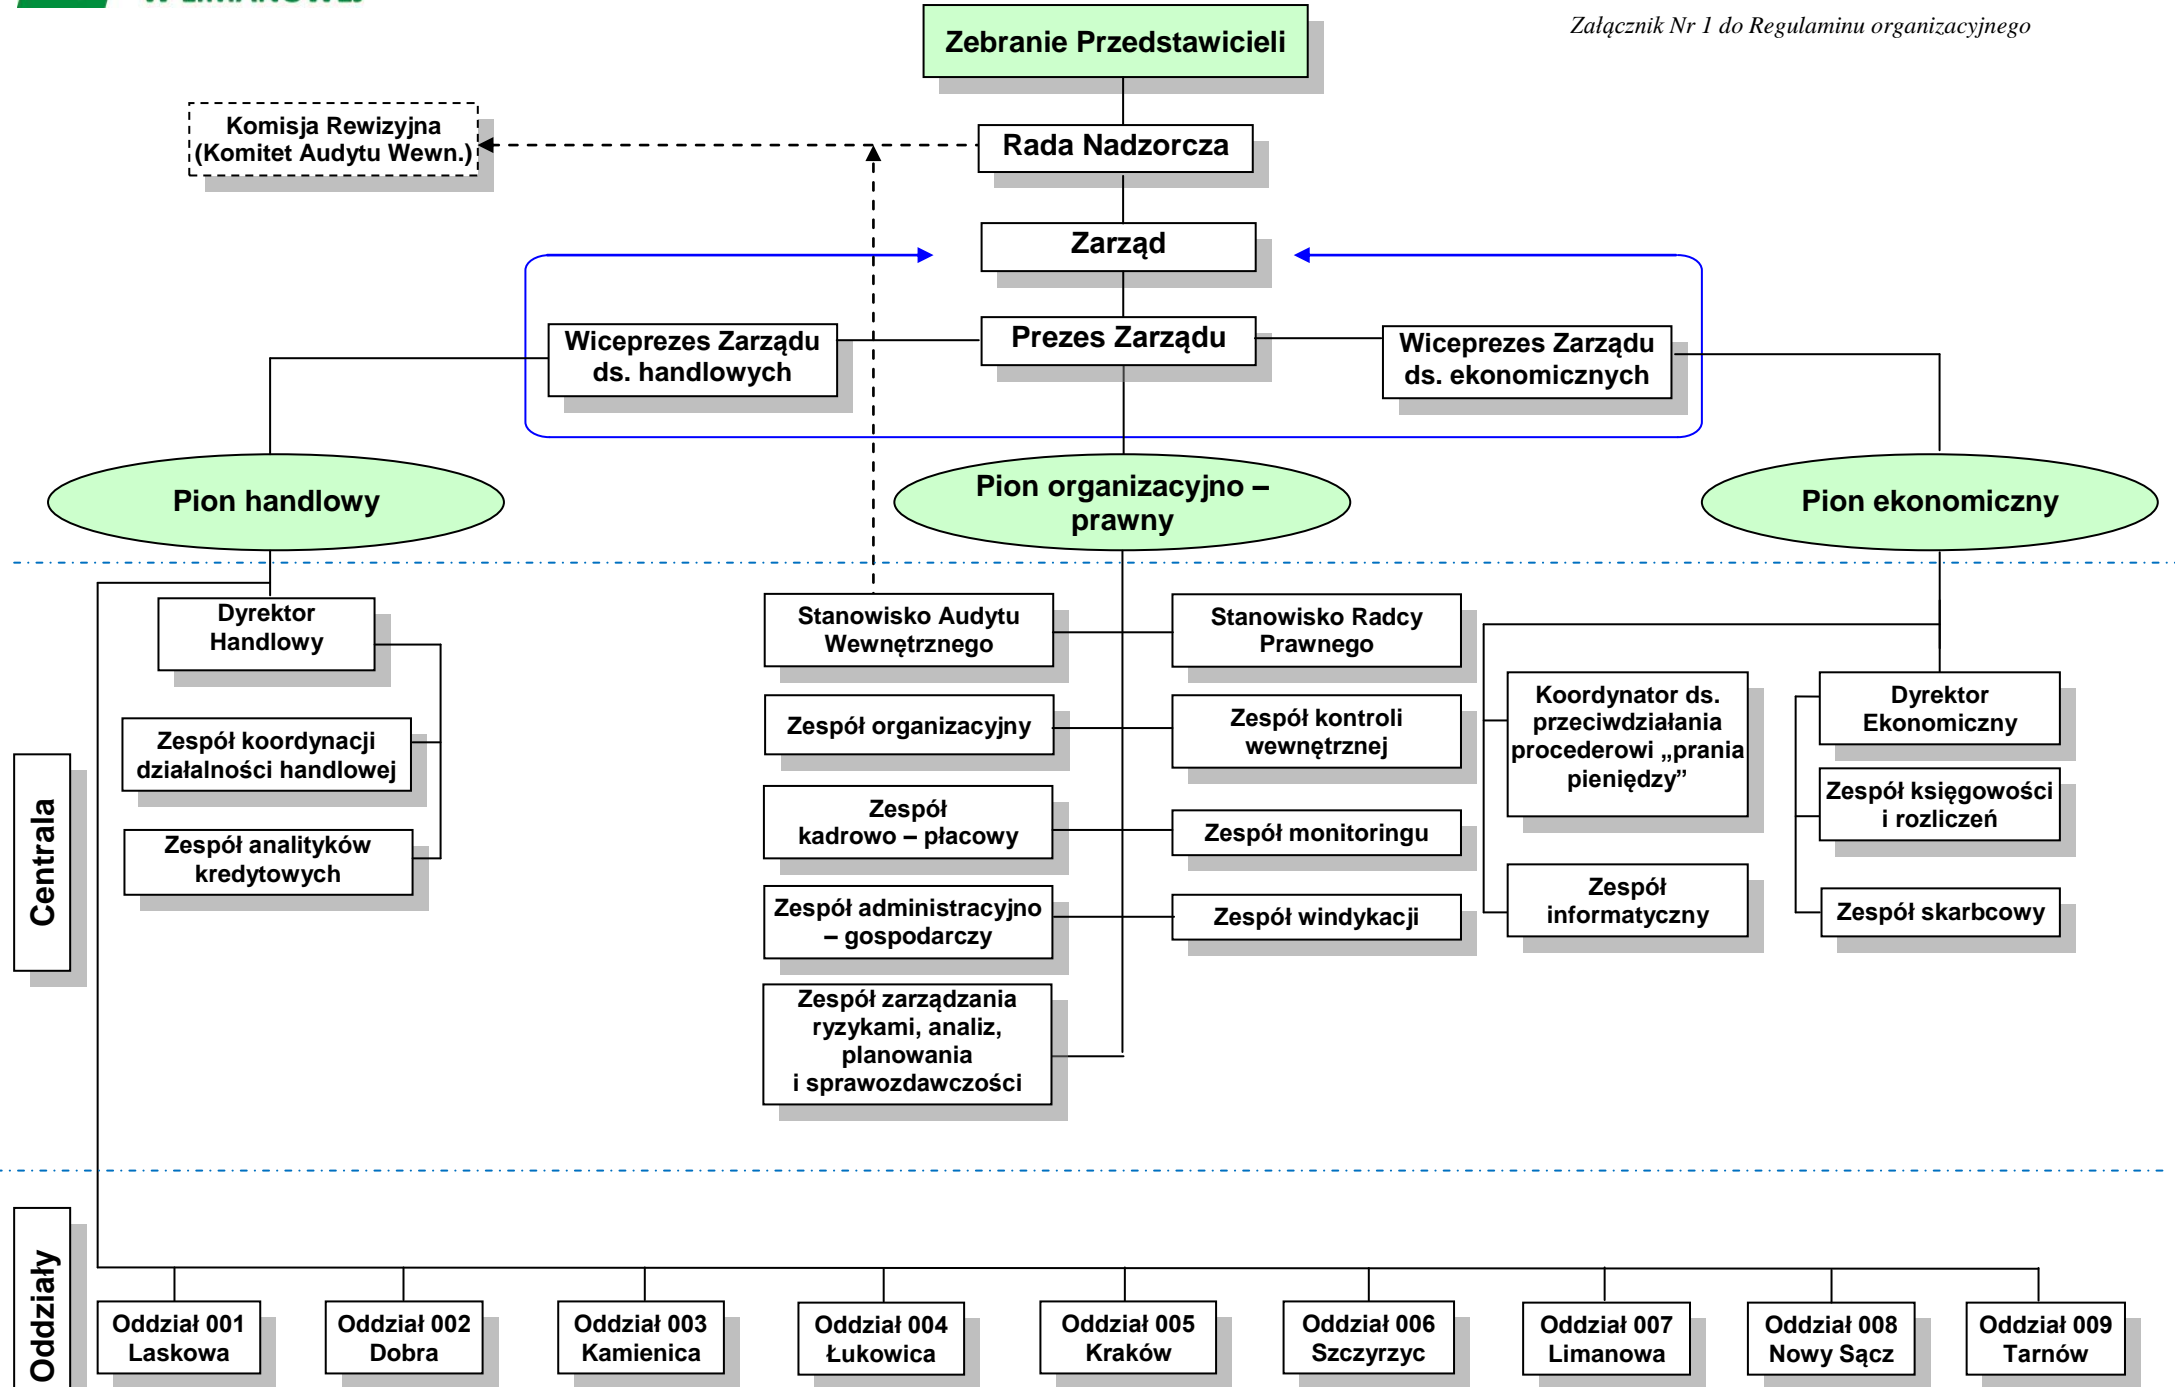 W LIMANOWEJ
Załącznik Nr 1 do Regulaminu organizacyjnego
Zebranie Przedstawicieli
Komisja Rewizyjna
(Komitet Audytu Wewn.)
Rada Nadzorcza
Zarząd
Wiceprezes Zarządu
ds. handlowych
Prezes Zarządu
Wiceprezes Zarządu
ds. ekonomicznych
Pion handlowy
Pion organizacyjno –
prawny
Pion ekonomiczny
Centrala
Dyrektor
Handlowy
Zespół koordynacji
działalności handlowej
Zespół analityków
kredytowych
Stanowisko Audytu
Wewnętrznego
Stanowisko Radcy
Prawnego
Zespół organizacyjny
Zespół kontroli
wewnętrznej
Zespół
kadrowo – płacowy
Zespół monitoringu
Zespół administracyjno
– gospodarczy
Zespół windykacji
Zespół zarządzania
ryzykami, analiz,
planowania
i sprawozdawczości
Koordynator ds.
przeciwdziałania
procederowi „prania
pieniędzy”
Zespół
informatyczny
Dyrektor
Ekonomiczny
Zespół księgowości
i rozliczeń
Zespół skarbcowy
Oddziały
Oddział 001
Laskowa
Oddział 002
Dobra
Oddział 003
Kamienica
Oddział 004
Łukowica
Oddział 005
Kraków
Oddział 006
Szczyrzyc
Oddział 007
Limanowa
Oddział 008
Nowy Sącz
Oddział 009
Tarnów